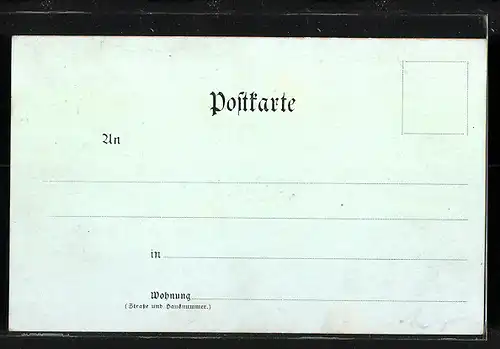 Poſtkarte
An
in
Wohnung
(Straße und Hausnummer.)